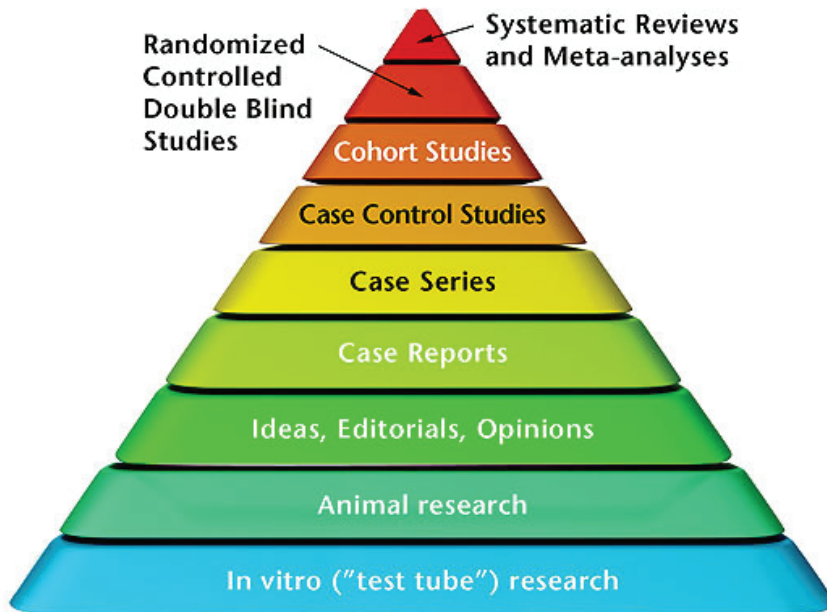 Systematic Reviews
and Meta-analyses
Randomized
Controlled
Double Blind
Studies
Cohort Studies
Case Control Studies
Case Series
Case Reports
Ideas, Editorials, Opinions
Animal research
In vitro ("test tube") research